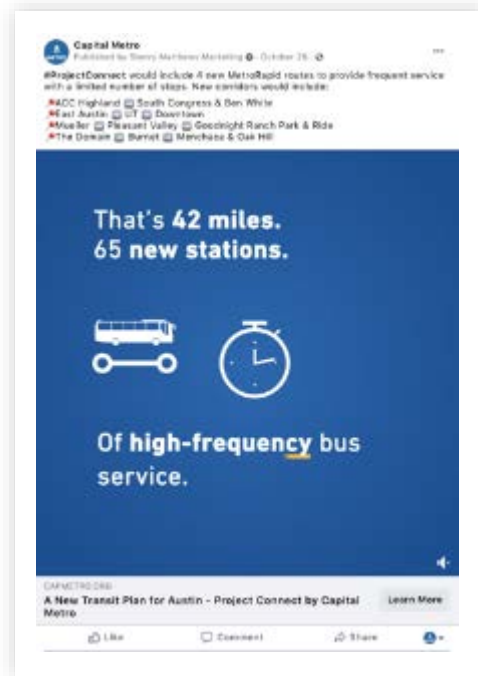 Capital Metro
Published by Sherry Matthews Marketing · October 26 ·
#ProjectConnect would include 4 new MetroRapid routes to provide frequent service
with a limited number of stops. New corridors would include:
📍ACC Highland 🚍 South Congress & Ben White
📍East Austin 🚍 UT 🚍 Downtown
📍Mueller 🚍 Pleasant Valley 🚍 Goodnight Ranch Park & Ride
📍The Domain 🚍 Burnet 🚍 Menchaca & Oak Hill
That's 42 miles.
65 new stations.
Of high-frequency bus
service.
CAPMETRO.ORG
A New Transit Plan for Austin - Project Connect by Capital
Metro
Learn More
Like
Comment
Share